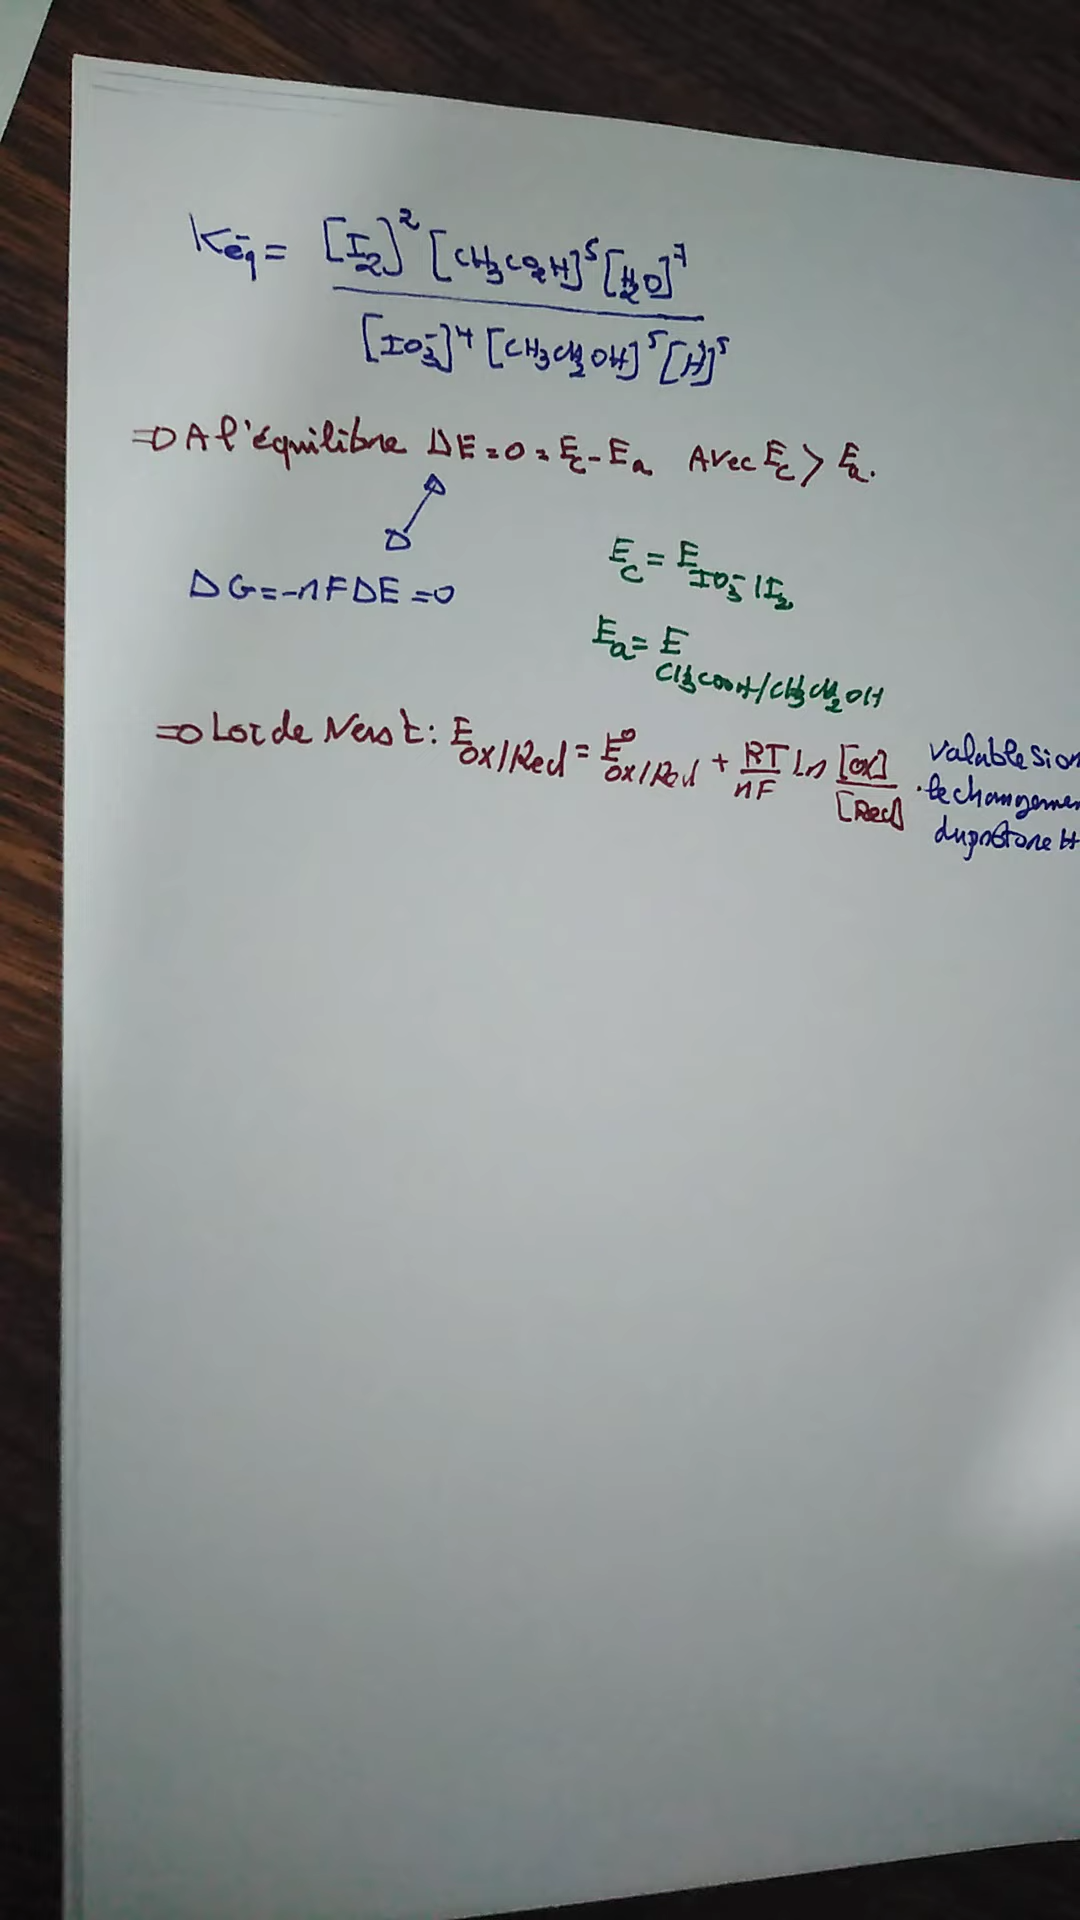 Kéq = [I2]^2 [CH3CO2H]^5 [H2O]^7
[IO3^-]^4 [CH3CH2OH]^5 [H^+]^5
=> A l'équilibre ΔE = 0 = Ec - Ea Avec Ec > Ea.
ΔG = -nFΔE = 0
Ec = E IO3^-/I2
Ea = E CH3COOH/CH3CH2OH
=> Loi de Nerst : E ox/Red = E° ox/Red + RT/nF ln [ox]/[Red] .
valable si on
le changemen
du protone H